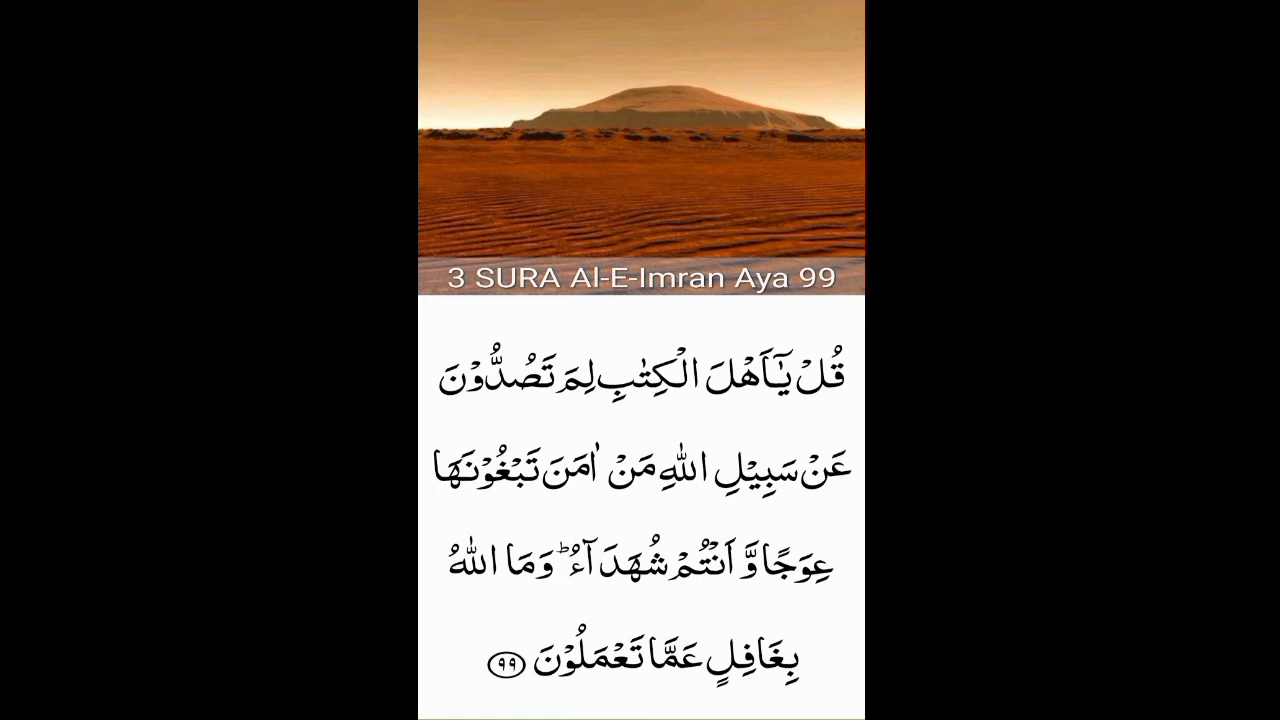 3 SURA Al-E-Imran Aya 99
قُلْ يٰۤاَهْلَ الْكِتٰبِ لِمَ تَصُدُّوْنَ
عَنْ سَبِيْلِ اللّٰهِ مَنْ اٰمَنَ تَبْغُوْنَهَا
عِوَجًا وَّ اَنْتُمْ شُهَدَآءُ ؕ وَمَا اللّٰهُ
بِغَافِلٍ عَمَّا تَعْمَلُوْنَ ۝۹۹